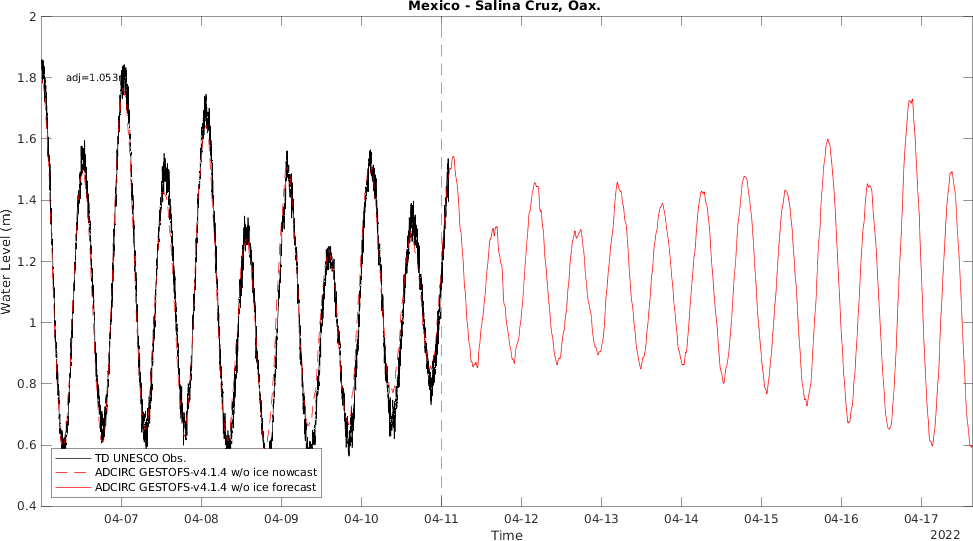 Mexico - Salina Cruz, Oax.
2
1.8
1.6
1.4
1.2
1
0.8
0.6
0.4
Water Level (m)
adj=1.053
TD UNESCO Obs.
ADCIRC GESTOFS-v4.1.4 w/o ice nowcast
ADCIRC GESTOFS-v4.1.4 w/o ice forecast
04-07 04-08 04-09 04-10 04-11 04-12 04-13 04-14 04-15 04-16 04-17
Time
2022